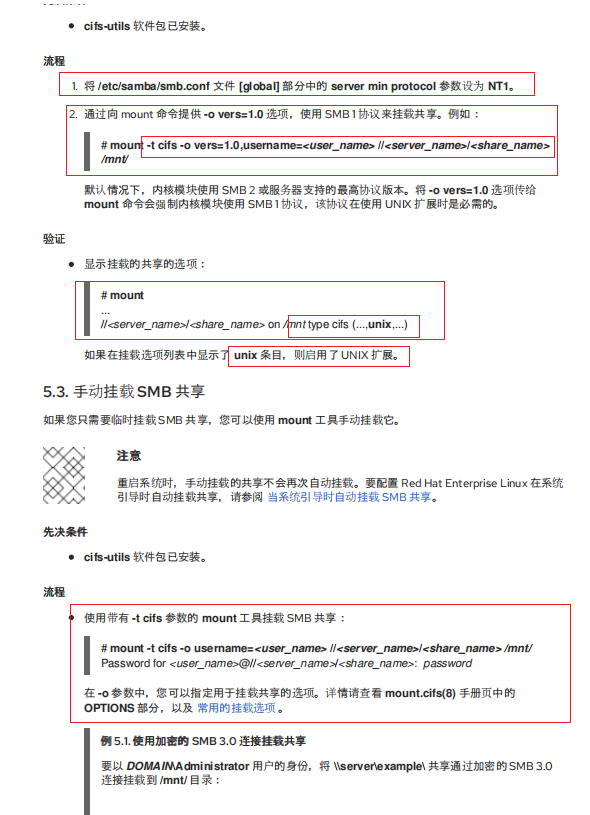 • cifs-utils 软件包已安装。
流程
1. 将 /etc/samba/smb.conf 文件 [global] 部分中的 server min protocol 参数设为 NT1。
2. 通过向 mount 命令提供 -o vers=1.0 选项，使用 SMB 1 协议来挂载共享。例如：
# mount -t cifs -o vers=1.0,username=<user_name> //<server_name>/<share_name>
/mnt/
默认情况下，内核模块使用 SMB 2 或服务器支持的最高协议版本。将 -o vers=1.0 选项传给
mount 命令会强制内核模块使用 SMB 1 协议，该协议在使用 UNIX 扩展时是必需的。
验证
• 显示挂载的共享的选项：
# mount
...
//<server_name>/<share_name> on /mnt type cifs (...,unix,...)
如果在挂载选项列表中显示了 unix 条目，则启用了 UNIX 扩展。
5.3. 手动挂载 SMB 共享
如果您只需要临时挂载 SMB 共享，您可以使用 mount 工具手动挂载它。
注意
重启系统时，手动挂载的共享不会再次自动挂载。要配置 Red Hat Enterprise Linux 在系统
引导时自动挂载共享，请参阅 当系统引导时自动挂载 SMB 共享。
先决条件
• cifs-utils 软件包已安装。
流程
• 使用带有 -t cifs 参数的 mount 工具挂载 SMB 共享：
# mount -t cifs -o username=<user_name> //<server_name>/<share_name> /mnt/
Password for <user_name>@//<server_name>/<share_name>: password
在 -o 参数中，您可以指定用于挂载共享的选项。详情请查看 mount.cifs(8) 手册页中的
OPTIONS 部分，以及 常用的挂载选项 。
例 5.1. 使用加密的 SMB 3.0 连接挂载共享
要以 DOMAIN\Administrator 用户的身份，将 \\server\example\ 共享通过加密的 SMB 3.0
连接挂载到 /mnt/ 目录：